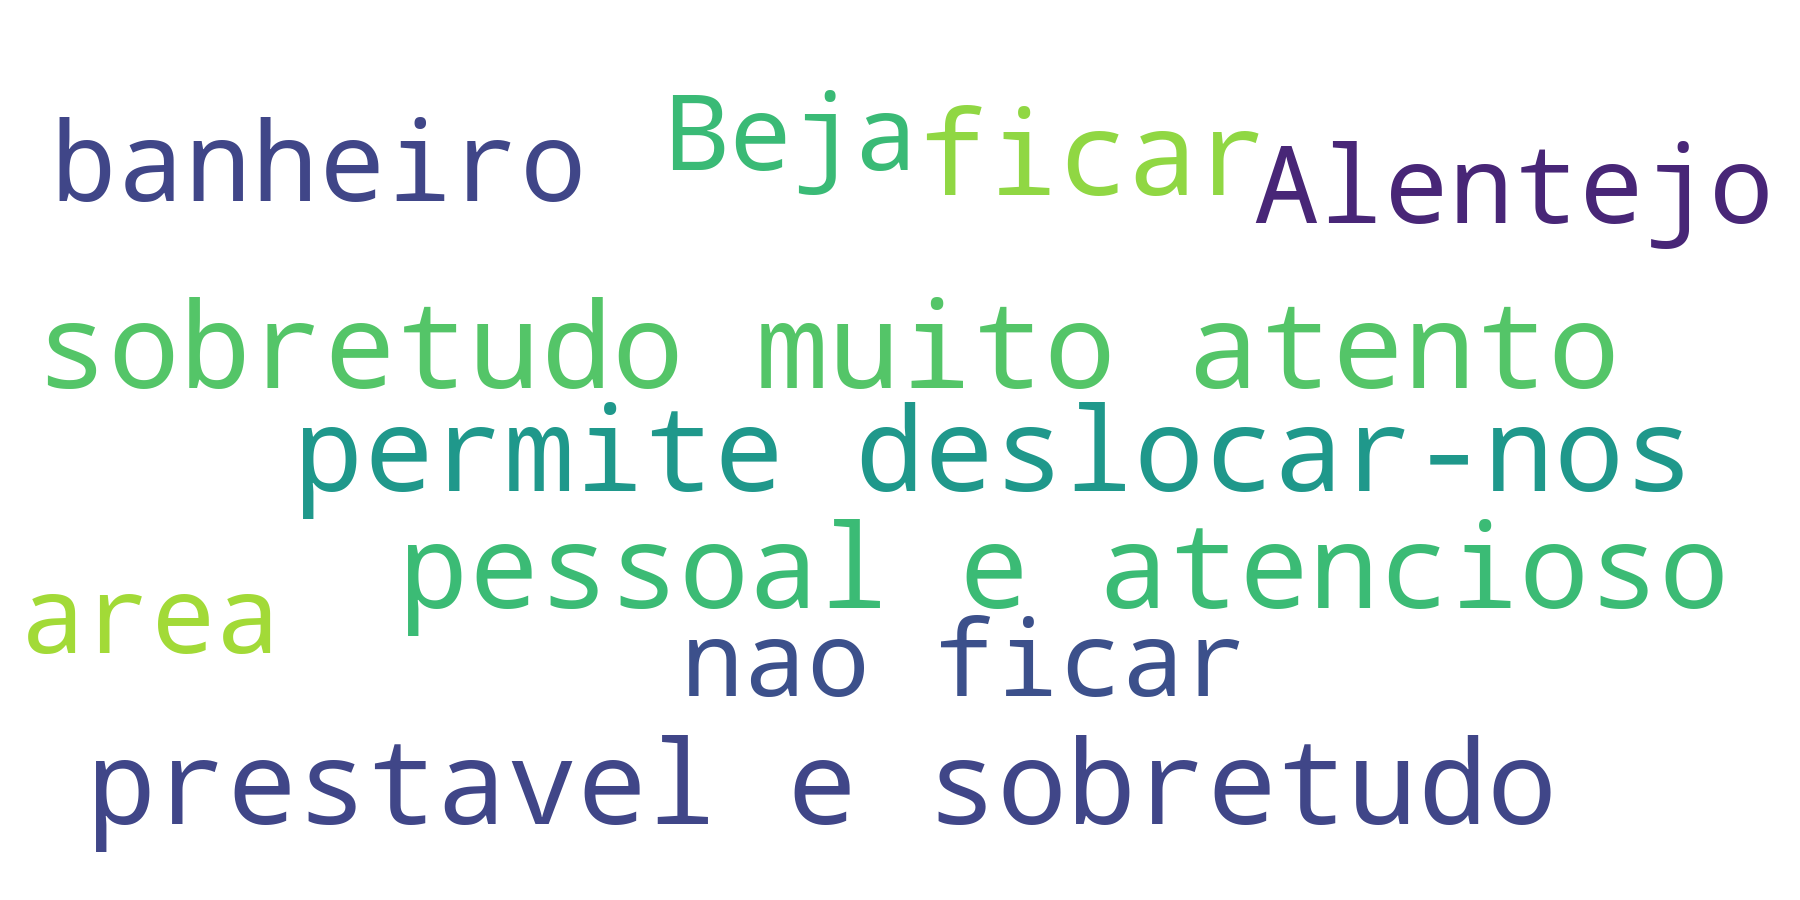 banheiro
Beja
ficar
Alentejo
sobretudo muito atento
permite deslocar-nos
pessoal e atencioso
area
nao ficar
prestavel e sobretudo